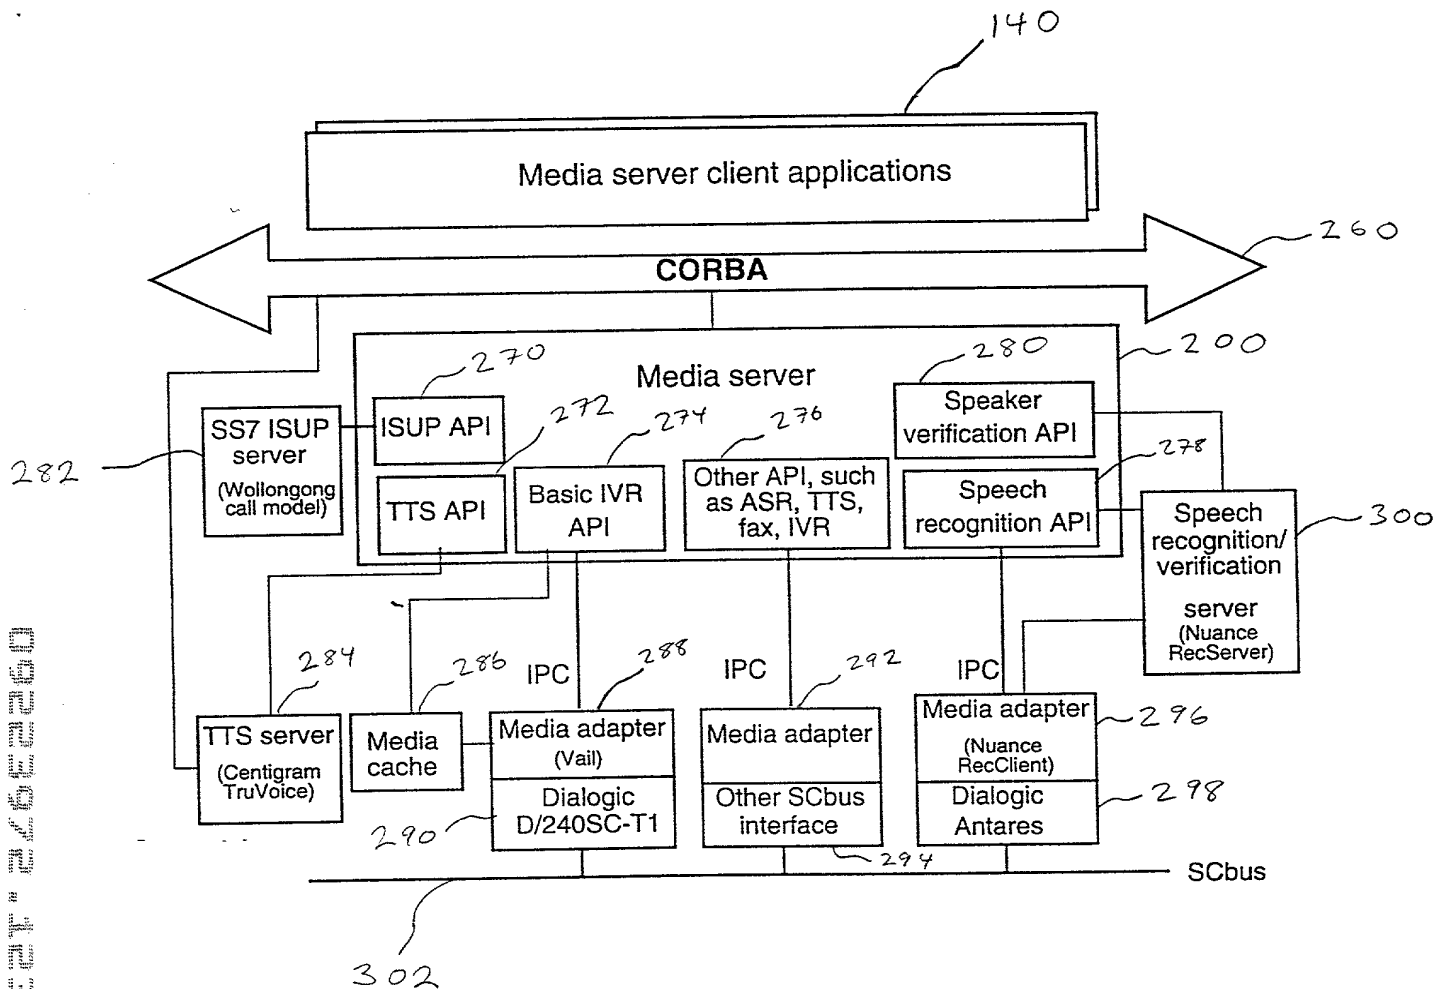 140
Media server client applications
260
CORBA
200
270
280
Media server
272
274
276
278
ISUP API
Speaker
verification API
SS7 ISUP
server
(Wollongong
call model)
282
TTS API
Basic IVR
API
Other API, such
as ASR, TTS,
fax, IVR
Speech
recognition API
Speech
recognition/
verification
server
(Nuance
RecServer)
300
284
286
IPC
288
IPC
292
IPC
TTS server
(Centigram
TruVoice)
Media
cache
Media adapter
(Vail)
Dialogic
D/240SC-T1
290
Media adapter
Other SCbus
interface
294
Media adapter
(Nuance
RecClient)
296
Dialogic
Antares
298
SCbus
302